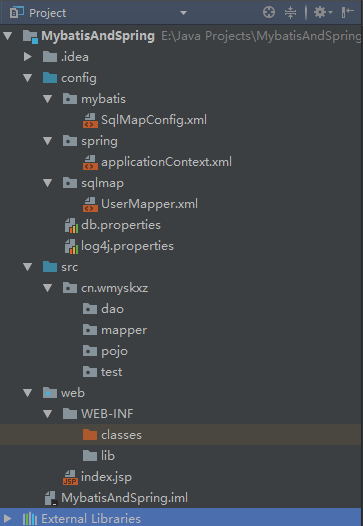 Project
MybatisAndSpring E:\Java Projects\MybatisAndSpring
.idea
config
mybatis
SqlMapConfig.xml
spring
applicationContext.xml
sqlmap
UserMapper.xml
db.properties
log4j.properties
src
cn.wmyskxz
dao
mapper
pojo
test
web
WEB-INF
classes
lib
index.jsp
MybatisAndSpring.iml
External Libraries